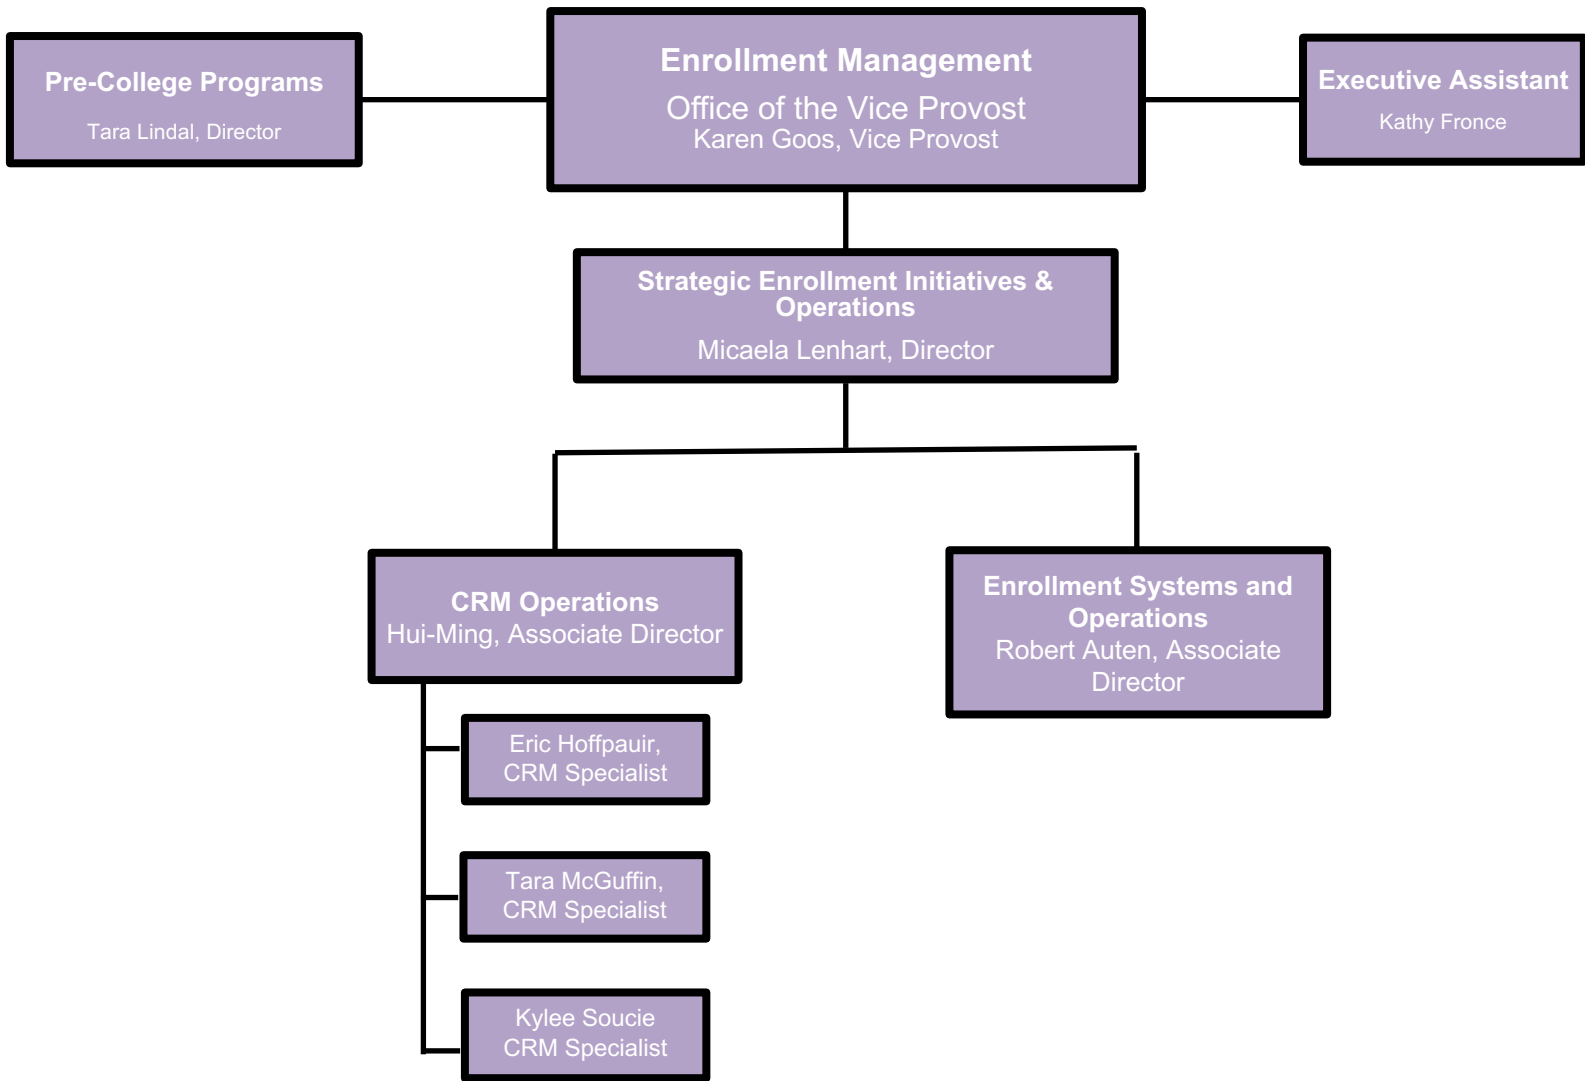 Pre-College Programs
Tara Lindal, Director
Enrollment Management
Office of the Vice Provost
Karen Goos, Vice Provost
Executive Assistant
Kathy Fronce
Strategic Enrollment Initiatives &
Operations
Micaela Lenhart, Director
CRM Operations
Hui-Ming, Associate Director
Enrollment Systems and
Operations
Robert Auten, Associate
Director
Eric Hoffpauir,
CRM Specialist
Tara McGuffin,
CRM Specialist
Kylee Soucie
CRM Specialist